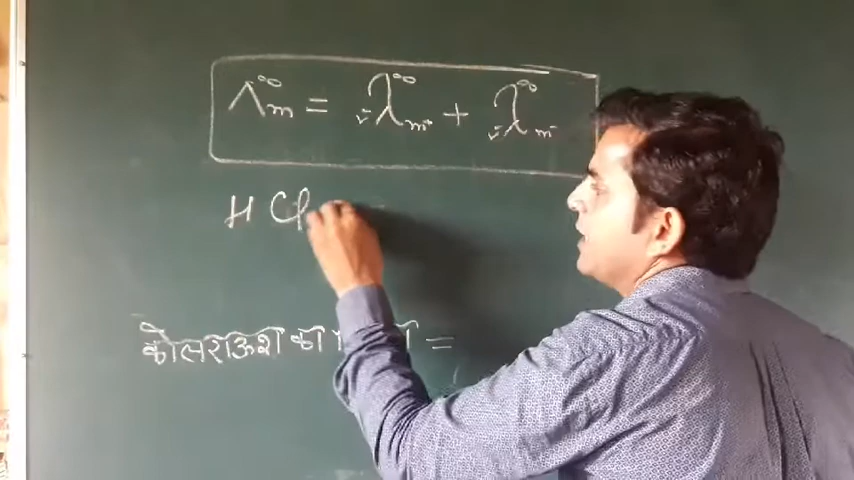 Λ∞m = ν+ λ∞m+ + ν- λ∞m-
H Cl
कोलराऊश का =